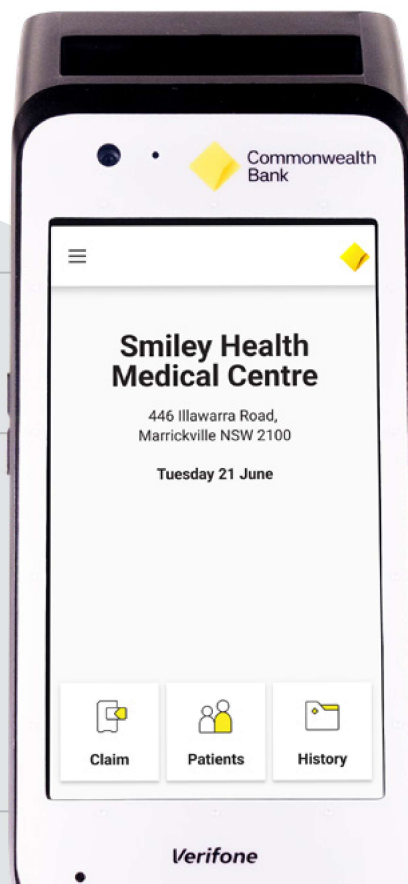 Commonwealth
Bank
Smiley Health
Medical Centre
446 Illawarra Road,
Marrickville NSW 2100
Tuesday 21 June
Claim
Patients
History
Verifone